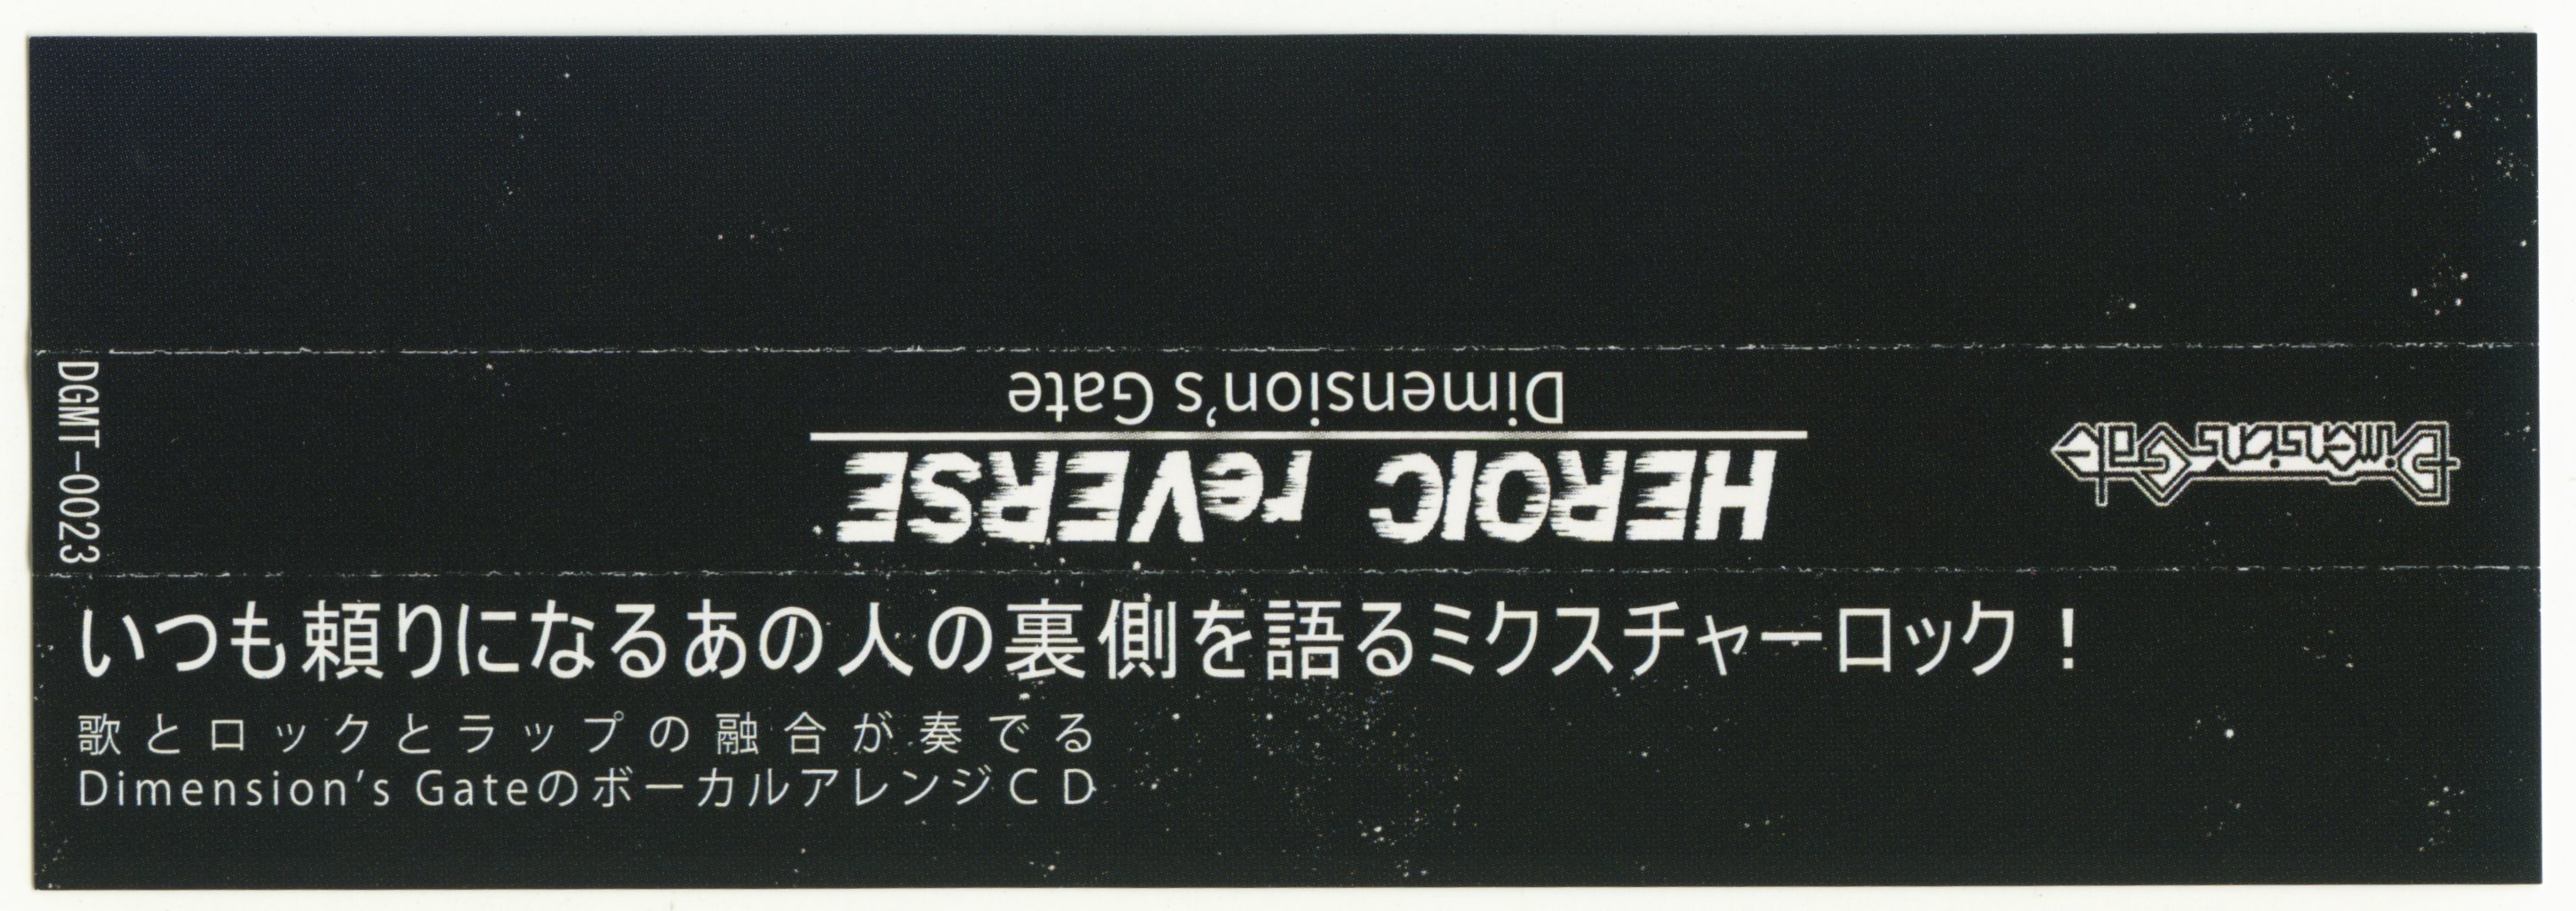 DGMT-0023
Dimension's Gate
HEROIC reVERSE
Dimension's Gate
いつも頼りになるあの人の裏側を語るミクスチャーロック！
歌とロックとラップの融合が奏でる
Dimension's GateのボーカルアレンジＣＤ